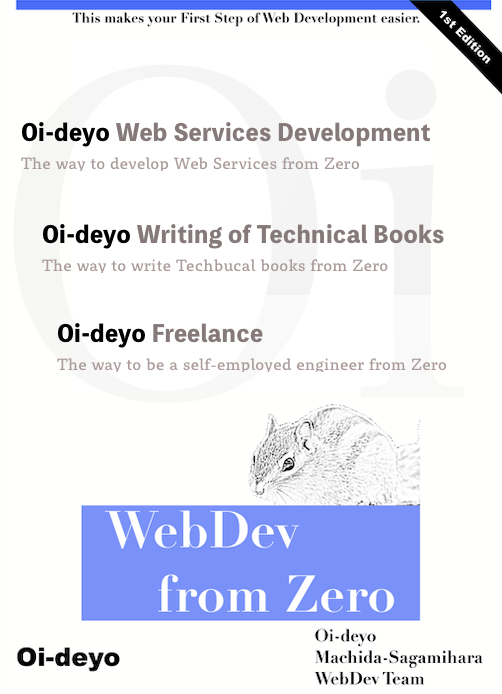 This makes your First Step of Web Development easier.
1st Edition
Oi
Oi-deyo Web Services Development
The way to develop Web Services from Zero
Oi-deyo Writing of Technical Books
The way to write Techbucal books from Zero
Oi-deyo Freelance
The way to be a self-employed engineer from Zero
WebDev
from Zero
Oi-deyo
Oi-deyo
Machida-Sagamihara
WebDev Team